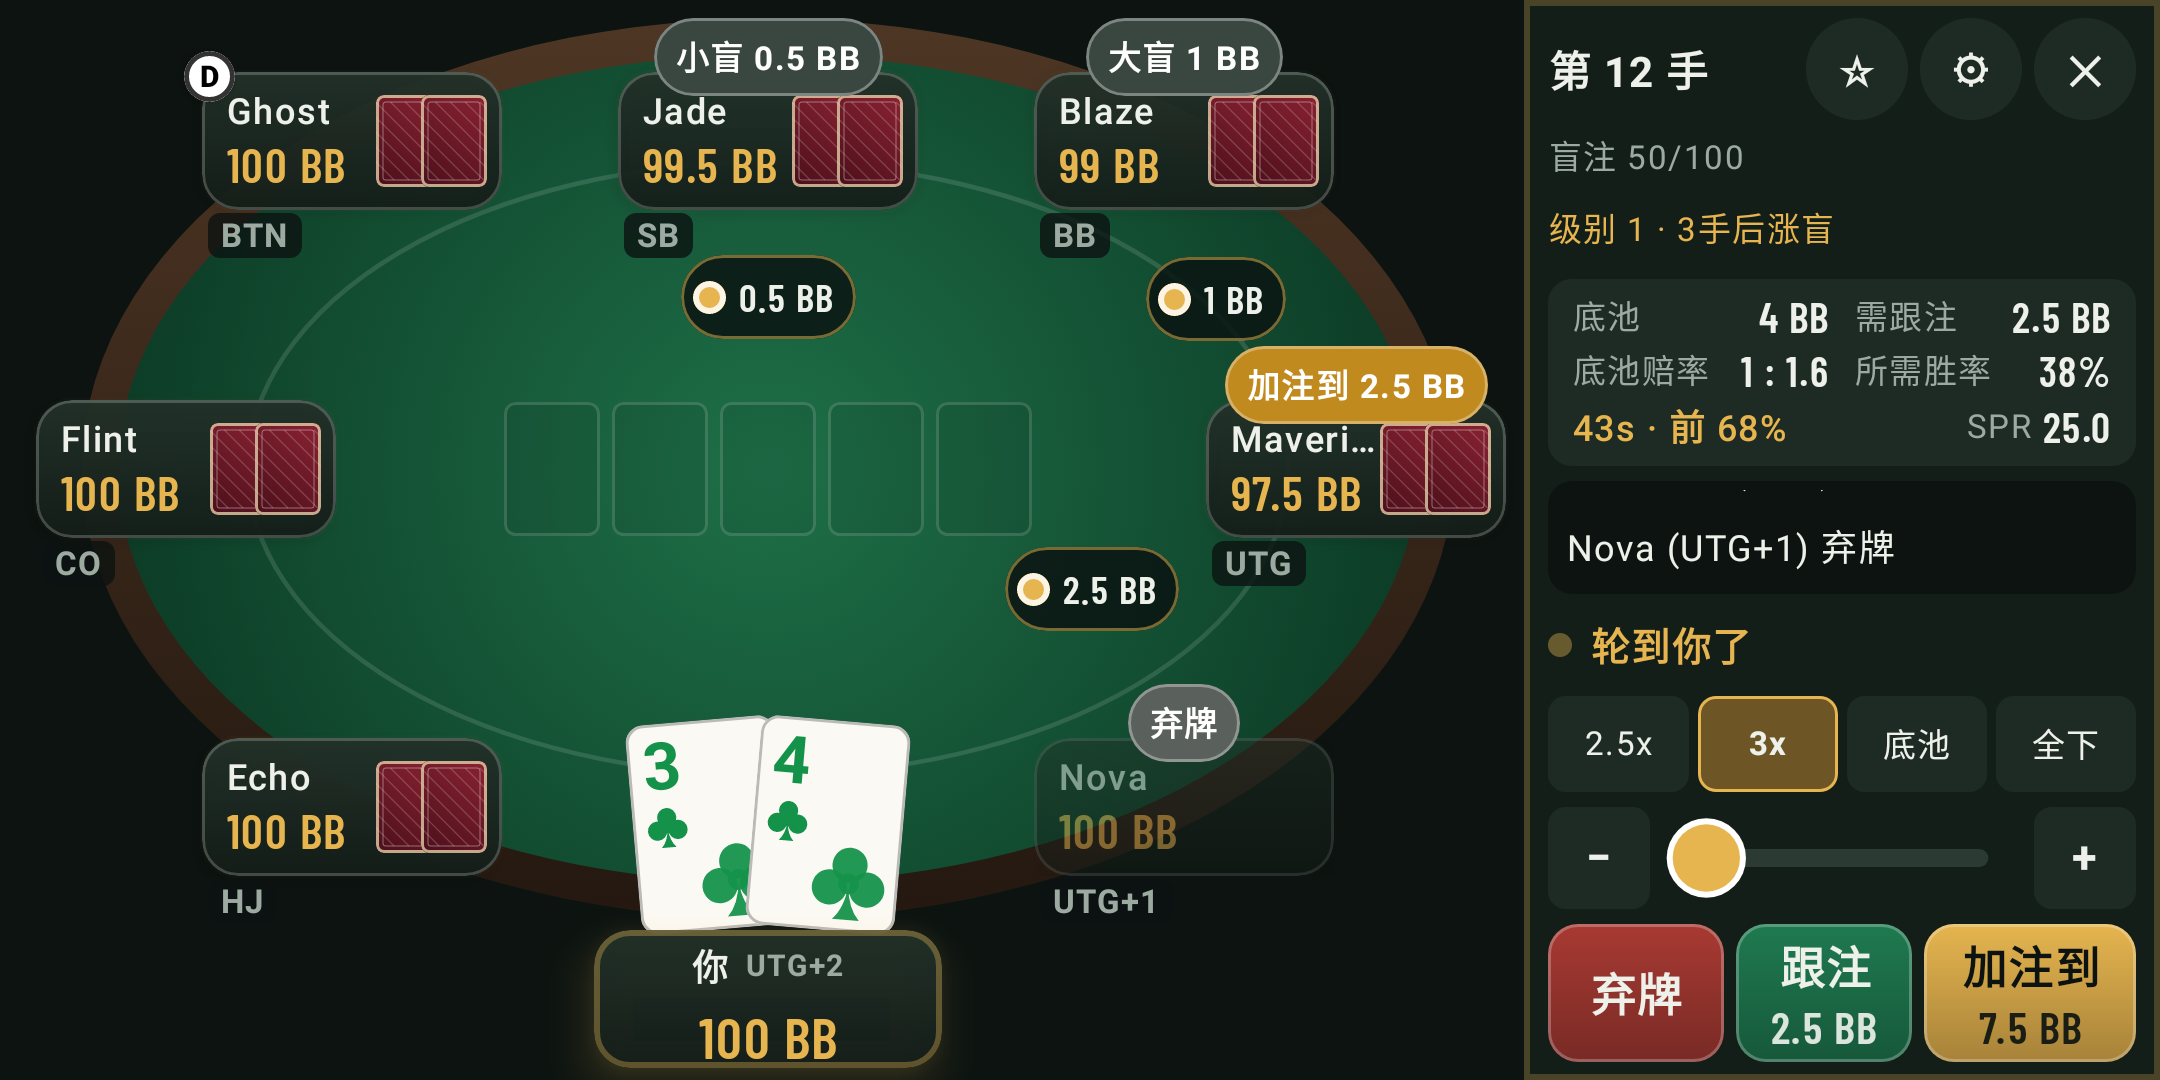 小盲 0.5 BB
大盲 1 BB
D
Ghost
100 BB
BTN
Jade
99.5 BB
SB
Blaze
99 BB
BB
0.5 BB
1 BB
加注到 2.5 BB
Flint
100 BB
CO
Maveri...
97.5 BB
UTG
2.5 BB
弃牌
Echo
100 BB
HJ
3
4
Nova
100 BB
UTG+1
你 UTG+2
100 BB
第 12 手
盲注 50/100
级别 1 · 3手后涨盲
底池 4 BB 需跟注 2.5 BB
底池赔率 1 : 1.6 所需胜率 38%
43s · 前 68% SPR 25.0
Nova (UTG+1) 弃牌
轮到你了
2.5x 3x 底池 全下
− +
弃牌
跟注
2.5 BB
加注到
7.5 BB